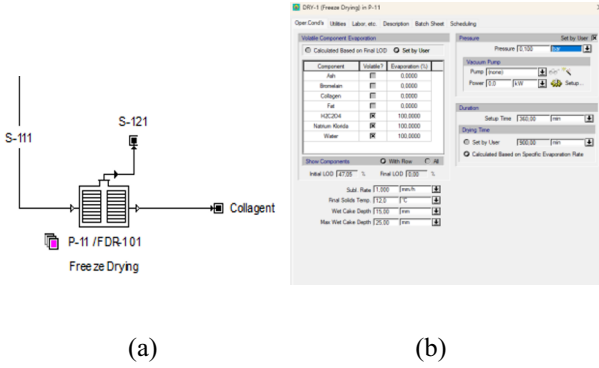 S-111
S-121
Collagent
P-11 / FDR-101
Freeze Drying
(a)
DRY-1 (Freeze Drying) in P-11
Oper.Cond's Utilities Labor, etc. Description Batch Sheet Scheduling
Volatile Component Evaporation
Calculated Based on Final LOD Set by User
Component Volatile? Evaporation (%)
Ash 0,0000
Bromelain 0,0000
Collagen 0,0000
Fat 0,0000
H2C2O4 100,0000
Natrium Klorida 100,0000
Water 100,0000
Show Components With Flow All
Initial LOD 47,05 % Final LOD 0,00 %
Subl. Rate 1,000 mm/h
Final Solids Temp. 12,0 °C
Wet Cake Depth 15,00 mm
Max Wet Cake Depth 25,00 mm
Pressure Set by User
Pressure 0,100 bar
Vacuum Pump
Pump (none)
Power 0,0 kW Setup...
Duration
Setup Time 360,00 min
Drying Time
Set by User 900,00 min
Calculated Based on Specific Evaporation Rate
(b)